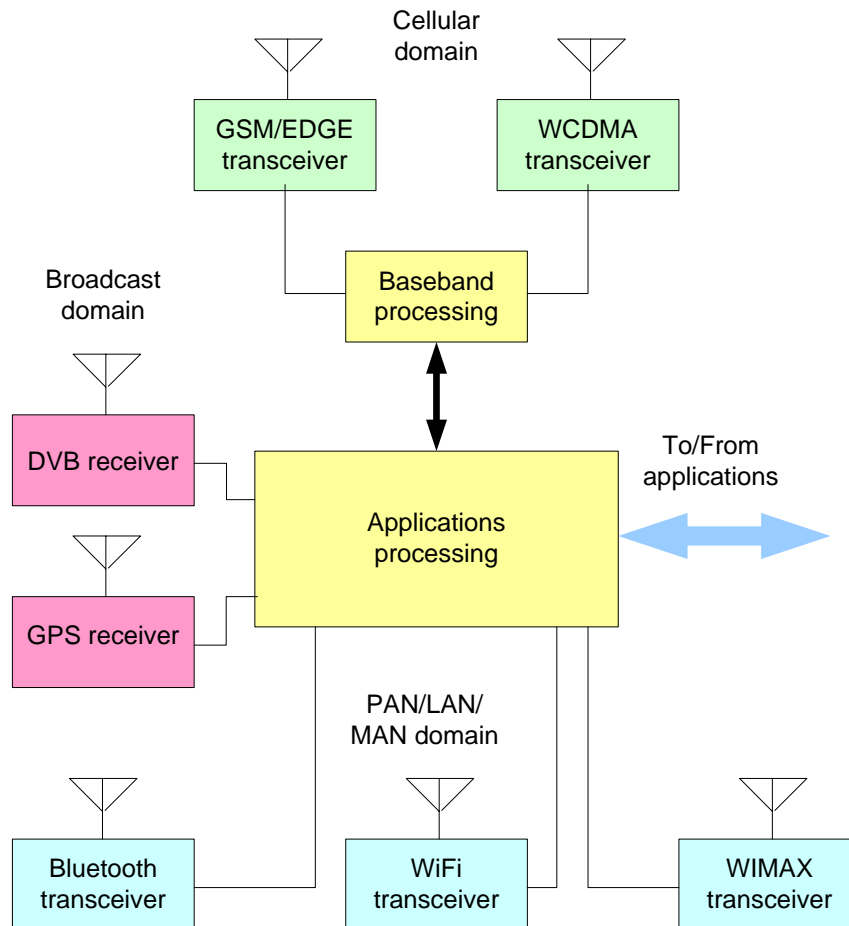 Cellular
domain
GSM/EDGE
transceiver
WCDMA
transceiver
Baseband
processing
Broadcast
domain
DVB receiver
To/From
applications
Applications
processing
GPS receiver
PAN/LAN/
MAN domain
Bluetooth
transceiver
WiFi
transceiver
WIMAX
transceiver